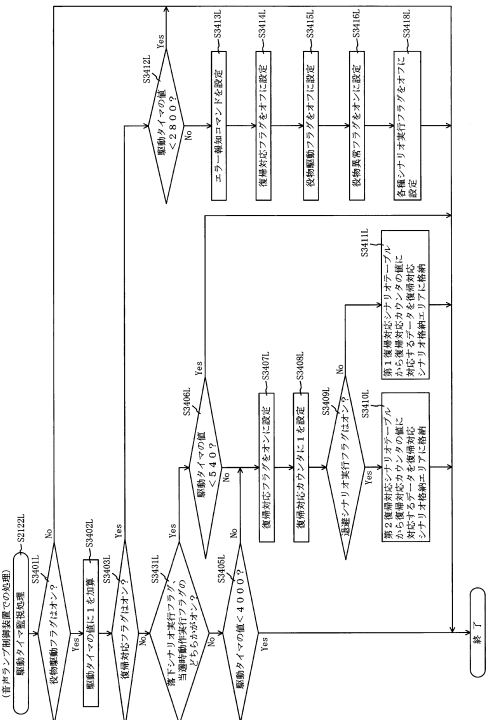 (音声ランプ制御装置での処理)
駆動タイマ監視処理
S2122L
S3401L
役物駆動フラグはオン?
No
Yes
S3402L
駆動タイマの値に1を加算
S3403L
復帰対応フラグはオン?
Yes
No
S3431L
落下シナリオ実行フラグ、
当選時動作実行フラグの
どちらかがオン?
Yes
No
S3405L
駆動タイマの値<4000?
No
Yes
S3406L
駆動タイマの値
<540?
Yes
No
S3407L
復帰対応フラグをオンに設定
S3408L
復帰対応カウンタに1を設定
S3409L
退避シナリオ実行フラグはオン?
No
Yes
S3410L
第2復帰対応シナリオテーブル
から復帰対応カウンタの値に
対応するデータを復帰対応
シナリオ格納エリアに格納
S3411L
第1復帰対応シナリオテーブル
から復帰対応カウンタの値に
対応するデータを復帰対応
シナリオ格納エリアに格納
S3412L
駆動タイマの値
<2800?
Yes
No
S3413L
エラー報知コマンドを設定
S3414L
復帰対応フラグをオフに設定
S3415L
役物駆動フラグをオフに設定
S3416L
役物異常フラグをオンに設定
S3418L
各種シナリオ実行フラグをオフに
設定
終了